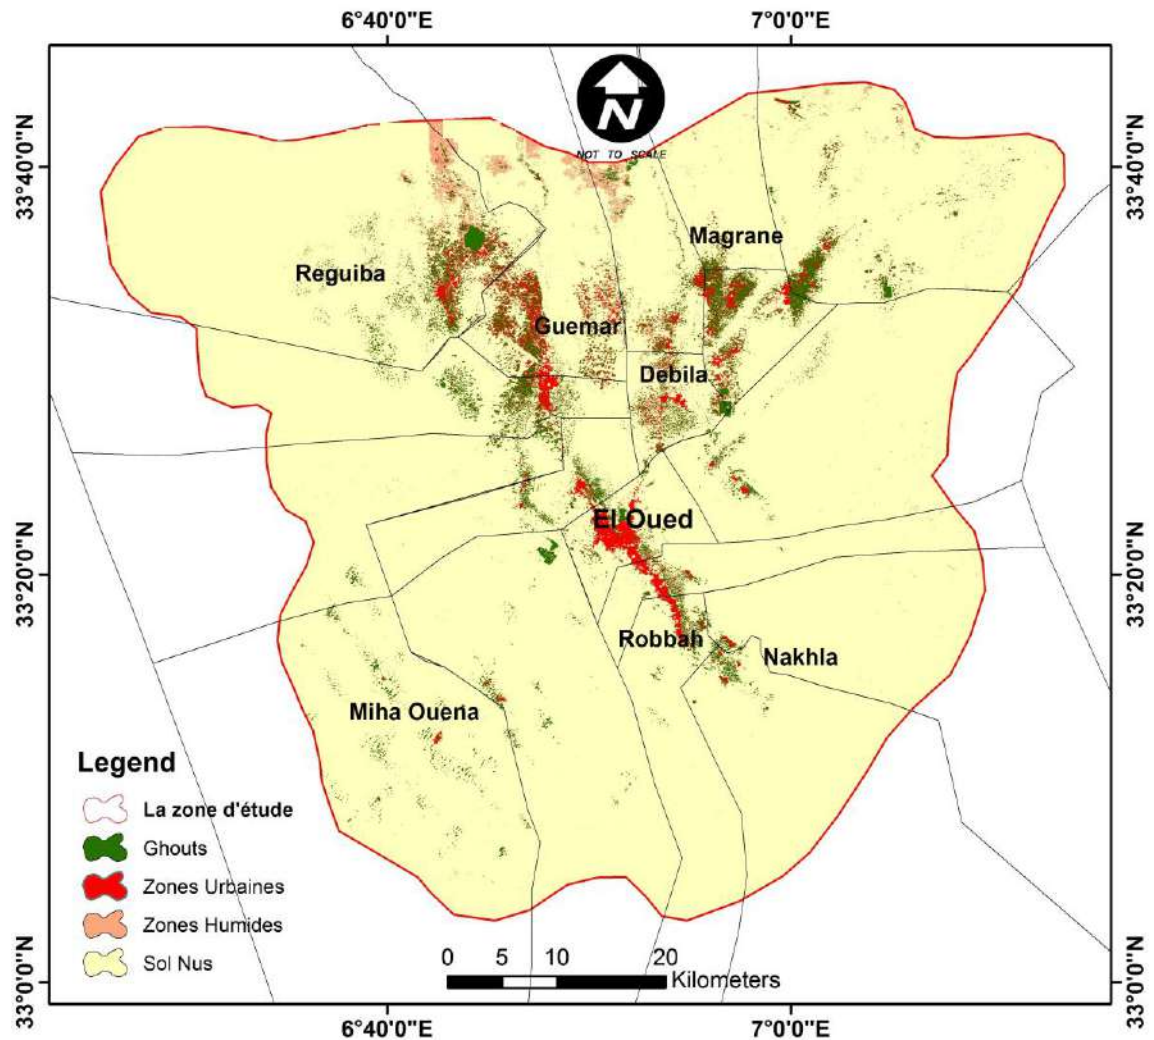 6°40'0"E 7°0'0"E
N
NOT TO SCALE
33°40'0"N 33°40'0"N
Magrane
Reguiba
Guemar
Debila
El Oued
33°20'0"N 33°20'0"N
Robbah
Nakhla
Miha Ouena
Legend
La zone d'étude
Ghouts
Zones Urbaines
Zones Humides
Sol Nus
0 5 10 20
Kilometers
33°0'0"N 33°0'0"N
6°40'0"E 7°0'0"E